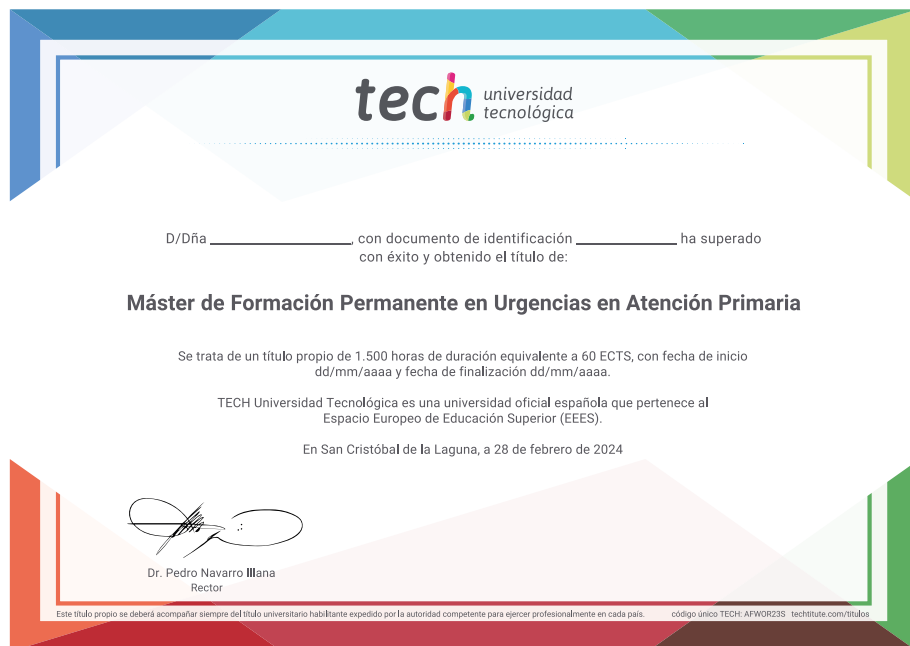 tech universidad
tecnológica
D/Dña ____________________, con documento de identificación ______________ ha superado
con éxito y obtenido el título de:
Máster de Formación Permanente en Urgencias en Atención Primaria
Se trata de un título propio de 1.500 horas de duración equivalente a 60 ECTS, con fecha de inicio
dd/mm/aaaa y fecha de finalización dd/mm/aaaa.
TECH Universidad Tecnológica es una universidad oficial española que pertenece al
Espacio Europeo de Educación Superior (EEES).
En San Cristóbal de la Laguna, a 28 de febrero de 2024
Dr. Pedro Navarro Illana
Rector
Este título propio se deberá acompañar siempre del título universitario habilitante expedido por la autoridad competente para ejercer profesionalmente en cada país. código único TECH: AFWOR23S techtitute.com/titulos